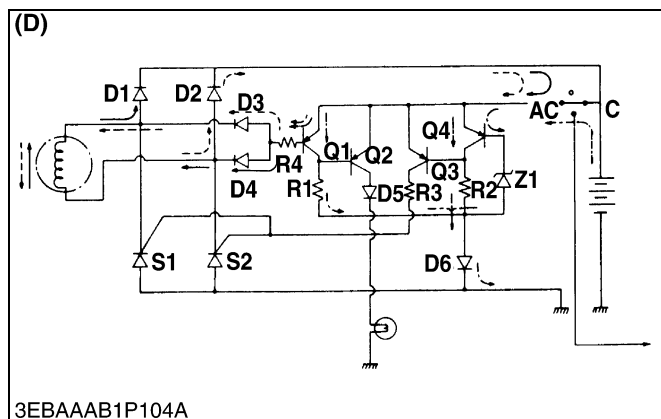 (D)
D1 D2 D3 AC C
Q4
Q1 Q2
R4 Q3 Z1
D4 R1 D5 R3 R2
S1 S2 D6
3EBAAAB1P104A